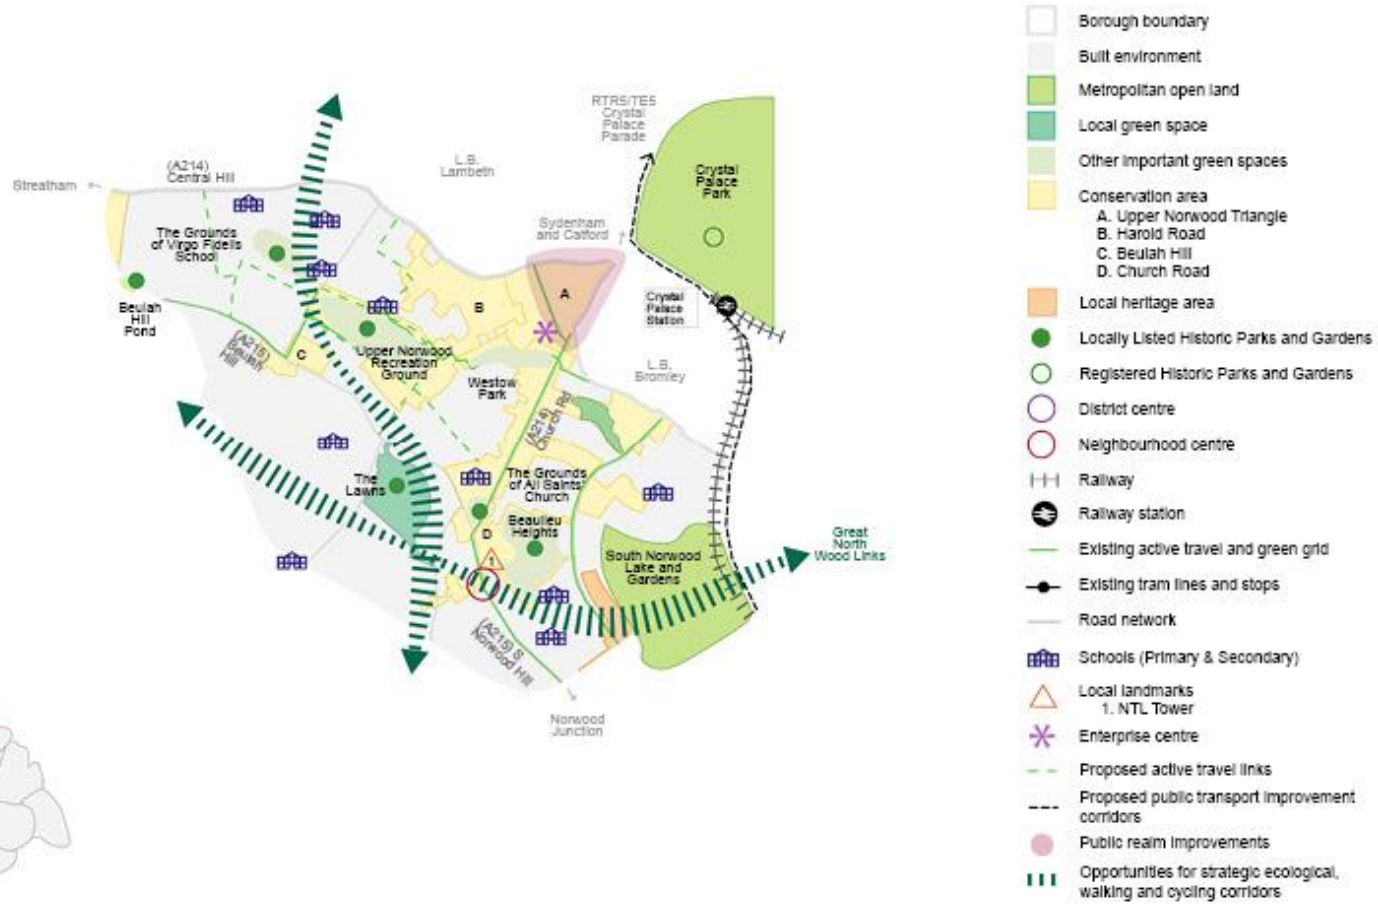 RTRS/TES
Crystal
Palace
Parade
L.B.
Lambeth
(A214)
Central Hill
Streatham
Crystal
Palace
Park
Sydenham
and Catford
The Grounds
of Virgo Fidelis
School
Beulah
Hill
Pond
(A215)
Beulah
Hill
A
B
C
Crystal
Palace
Station
Upper Norwood
Recreation
Ground
L.B.
Bromley
Westow
Park
(A214)
Church Rd
The
Lawns
The Grounds
of All Saints'
Church
D
1
Beaulieu
Heights
South Norwood
Lake and
Gardens
Great
North
Wood Links
(A215) S
Norwood Hill
Norwood
Junction
Borough boundary
Built environment
Metropolitan open land
Local green space
Other important green spaces
Conservation area
A. Upper Norwood Triangle
B. Harold Road
C. Beulah Hill
D. Church Road
Local heritage area
Locally Listed Historic Parks and Gardens
Registered Historic Parks and Gardens
District centre
Neighbourhood centre
Railway
Railway station
Existing active travel and green grid
Existing tram lines and stops
Road network
Schools (Primary & Secondary)
Local landmarks
1. NTL Tower
Enterprise centre
Proposed active travel links
Proposed public transport improvement
corridors
Public realm improvements
Opportunities for strategic ecological,
walking and cycling corridors